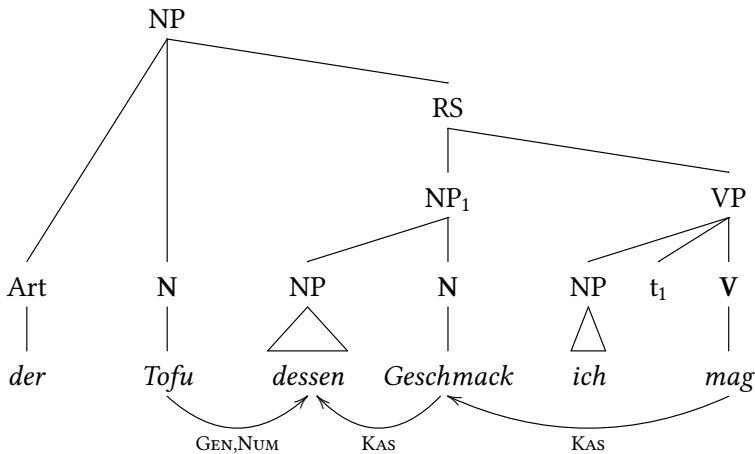 NP
RS
NP₁ VP
Art N NP N NP t₁ V
der Tofu dessen Geschmack ich mag
Gen,Num Kas Kas